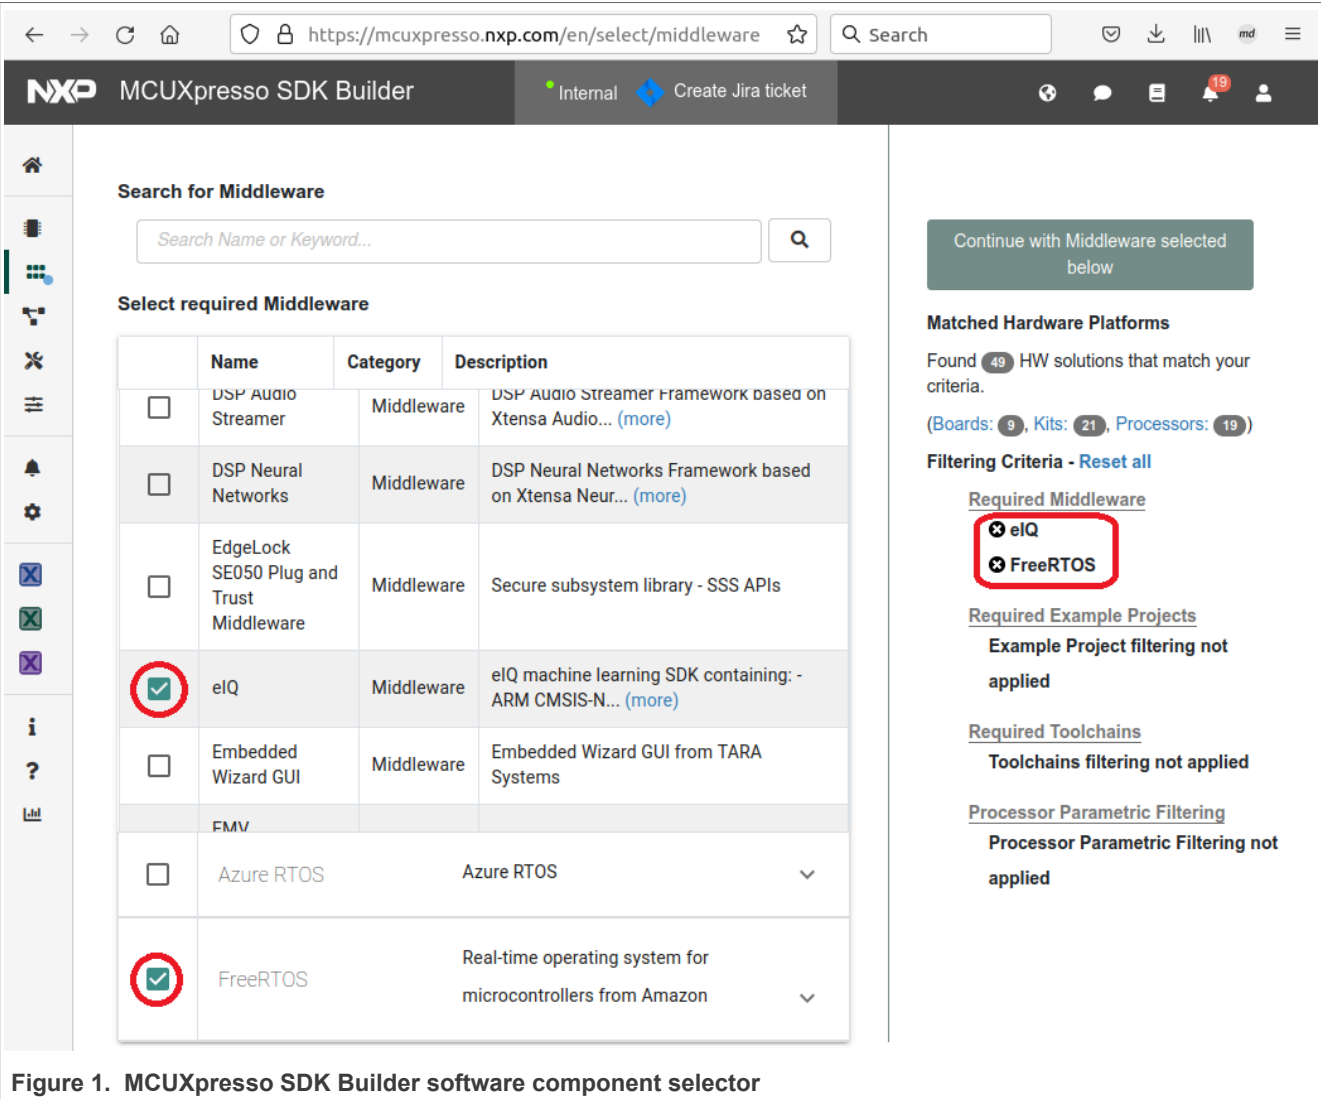 https://mcuxpresso.nxp.com/en/select/middleware
Search
md
NXP
MCUXpresso SDK Builder
Internal
Create Jira ticket
19
Search for Middleware
Search Name or Keyword...
Select required Middleware
Name
Category
Description
DSP Audio
Streamer
Middleware
DSP Audio Streamer Framework based on
Xtensa Audio... (more)
DSP Neural
Networks
Middleware
DSP Neural Networks Framework based
on Xtensa Neur... (more)
EdgeLock
SE050 Plug and
Trust
Middleware
Middleware
Secure subsystem library - SSS APIs
eIQ
Middleware
eIQ machine learning SDK containing: -
ARM CMSIS-N... (more)
Embedded
Wizard GUI
Middleware
Embedded Wizard GUI from TARA
Systems
EMV
Azure RTOS
Azure RTOS
FreeRTOS
Real-time operating system for
microcontrollers from Amazon
Continue with Middleware selected
below
Matched Hardware Platforms
Found 49 HW solutions that match your
criteria.
(Boards: 9, Kits: 21, Processors: 19)
Filtering Criteria - Reset all
Required Middleware
eIQ
FreeRTOS
Required Example Projects
Example Project filtering not
applied
Required Toolchains
Toolchains filtering not applied
Processor Parametric Filtering
Processor Parametric Filtering not
applied
Figure 1. MCUXpresso SDK Builder software component selector